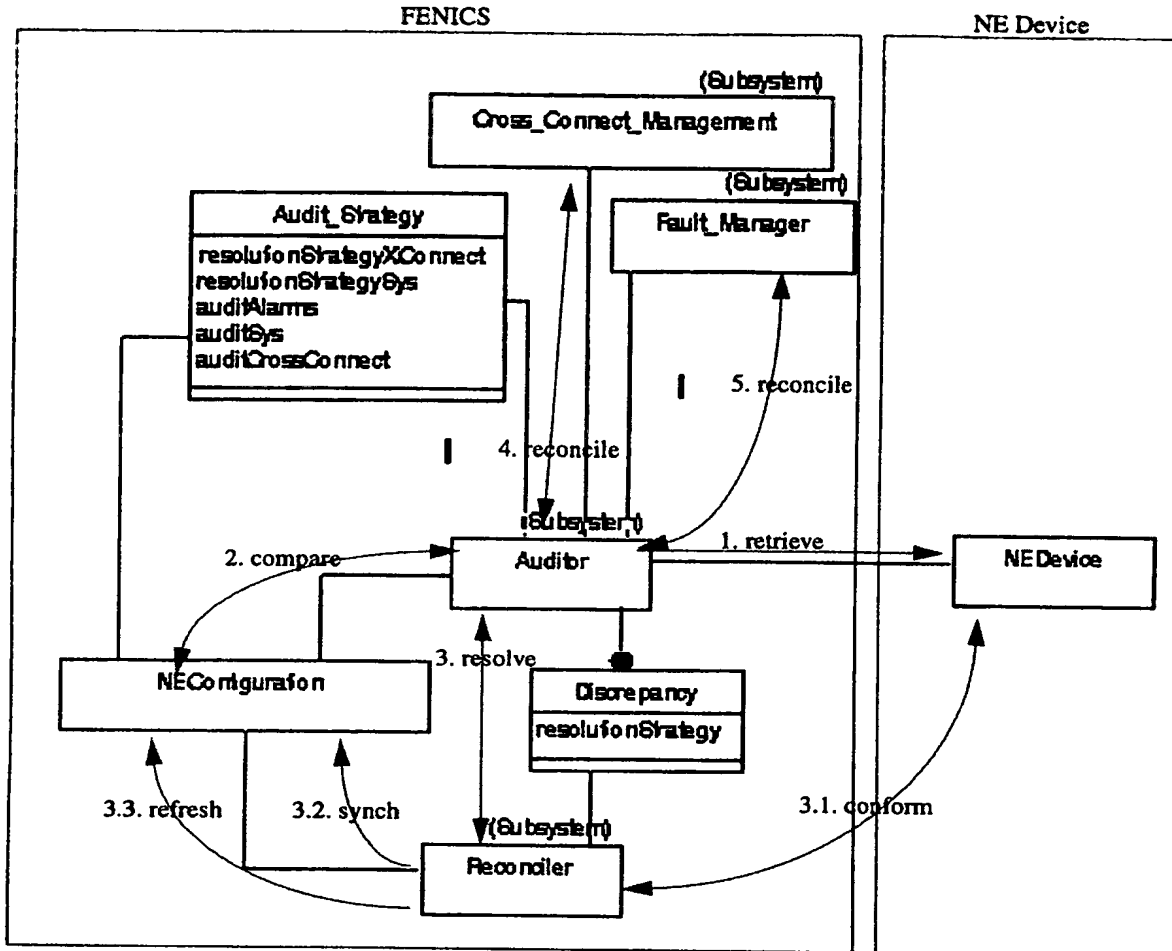 FENICS
NE Device
(Subsystem)
Cross_Connect_Management
(Subsystem)
Fault_Manager
Audit_Strategy
resolutionStrategyXConnect
resolutionStrategySys
auditAlarms
auditSys
auditCrossConnect
5. reconcile
4. reconcile
(Subsystem)
Auditor
1. retrieve
NEDevice
2. compare
3. resolve
NEConfiguration
Discrepancy
resolutionStrategy
3.3. refresh
3.2. synch
3.1. conform
(Subsystem)
Reconciler